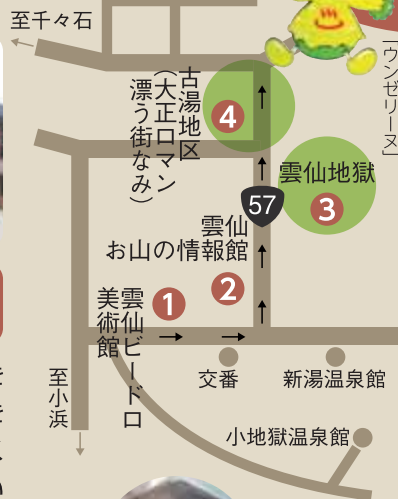 至千々石
「ウンゼリーヌ」
古湯地区
(大正ロマン
漂う街なみ)
4
雲仙地獄
3
57
雲仙
お山の情報館
2
1
雲仙ビードロ
美術館
交番
新湯温泉館
至小浜
小地獄温泉館